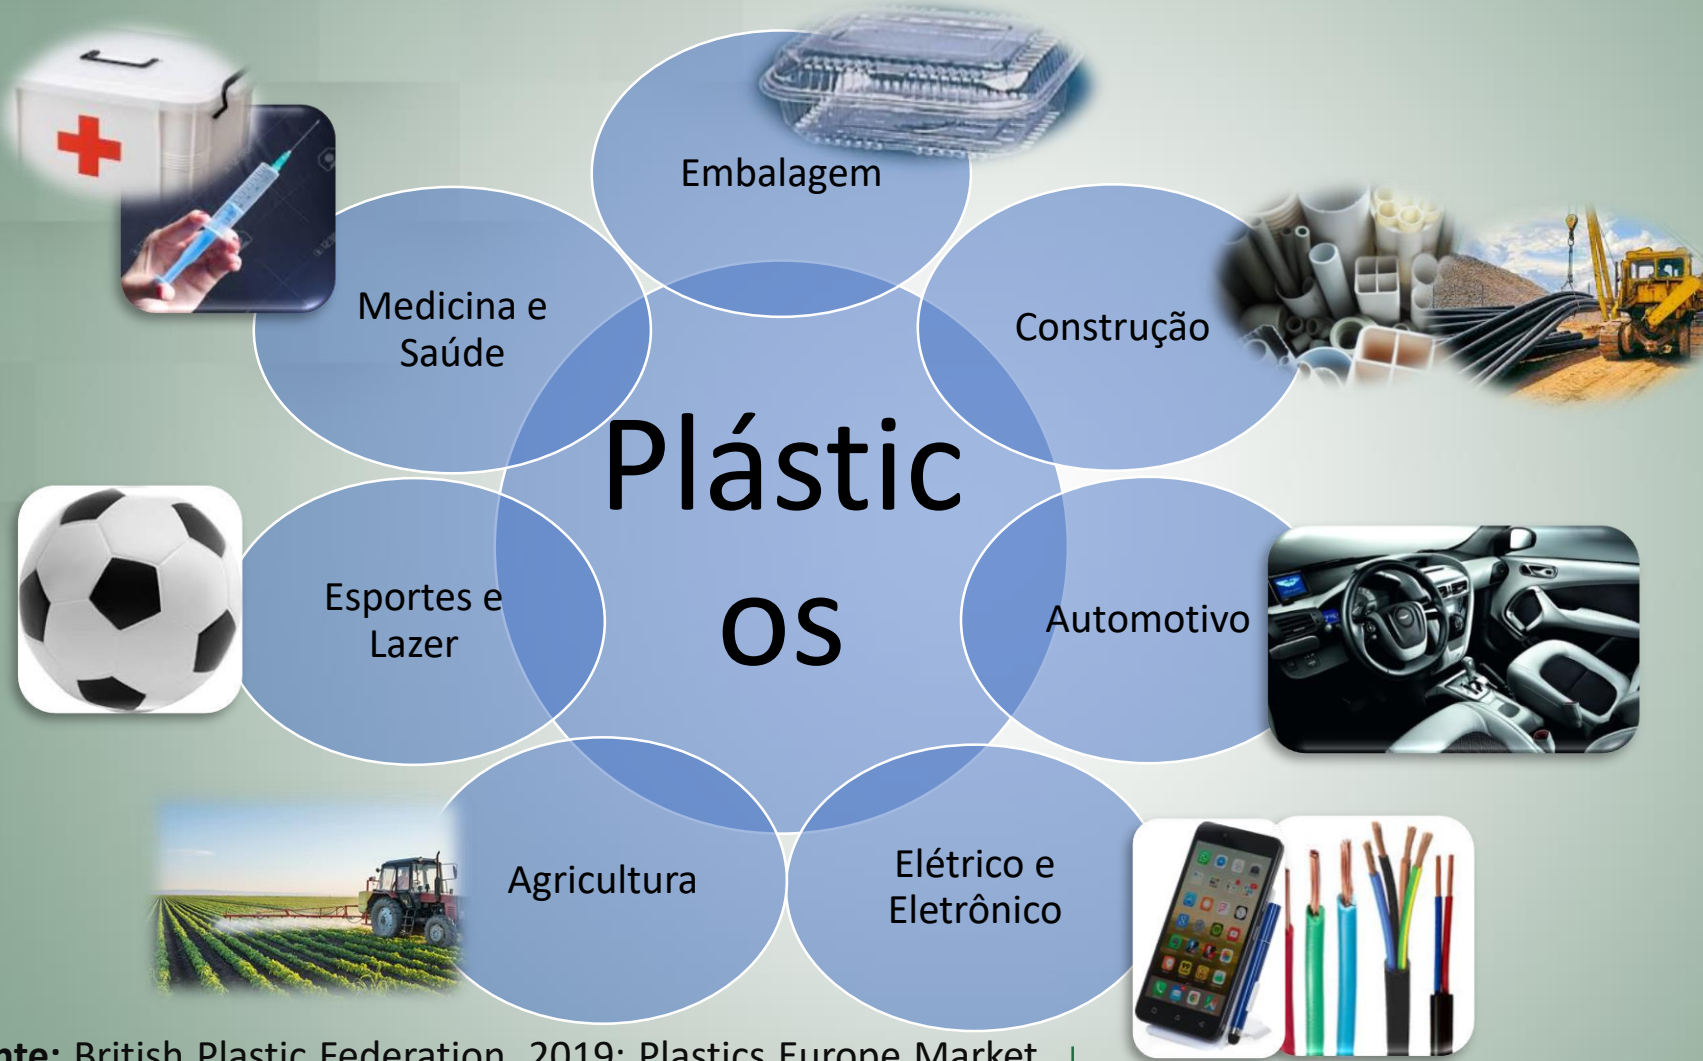 Embalagem
Construção
Automotivo
Elétrico e
Eletrônico
Agricultura
Esportes e
Lazer
Medicina e
Saúde
Plástic
os
nte: British Plastic Federation, 2019; Plastics Europe Market